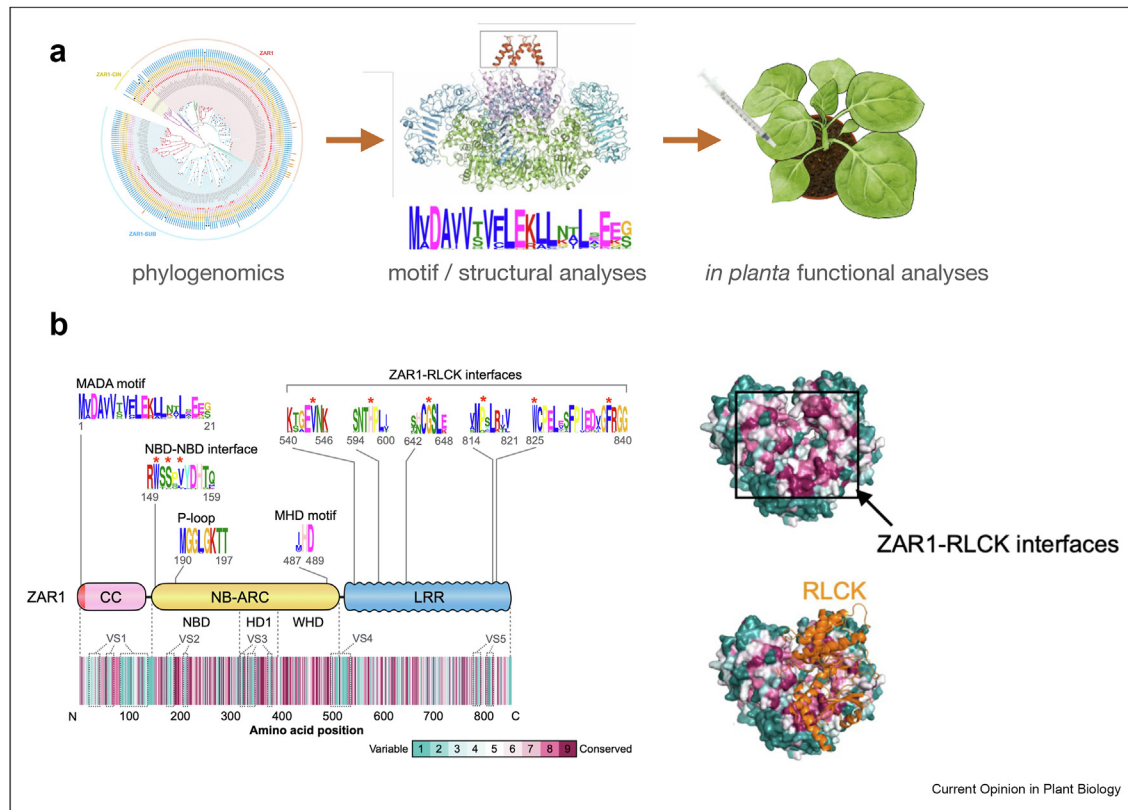 a
ZAR1
ZAR1-CIN
ZAR1-SUB
phylogenomics
motif / structural analyses
in planta functional analyses
b
MADA motif
1 21
NBD-NBD interface
149 159
P-loop
MGGLGKTT
190 197
MHD motif
487 489
ZAR1-RLCK interfaces
540 546 594 600 642 648 814 821 825 840
ZAR1 CC NB-ARC LRR
NBD HD1 WHD
VS1 VS2 VS3 VS4 VS5
N 100 200 300 400 500 600 700 800 C
Amino acid position
Variable 1 2 3 4 5 6 7 8 9 Conserved
ZAR1-RLCK interfaces
RLCK
Current Opinion in Plant Biology